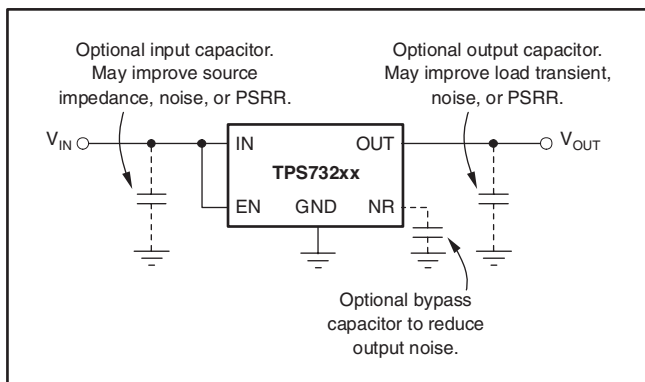 Optional input capacitor.
May improve source
impedance, noise, or PSRR.
Optional output capacitor.
May improve load transient,
noise, or PSRR.
VIN
IN
OUT
VOUT
TPS732xx
EN
GND
NR
Optional bypass
capacitor to reduce
output noise.